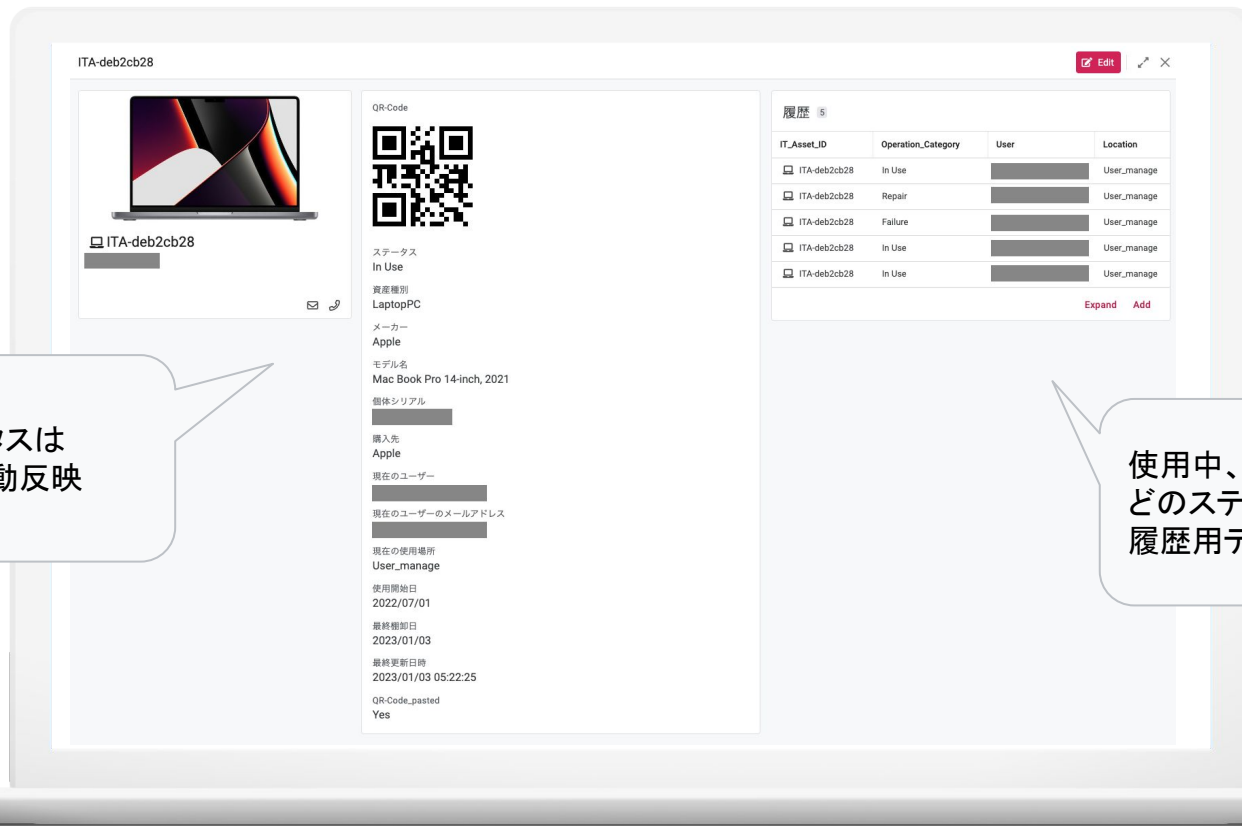 ITA-deb2cb28
Edit
ITA-deb2cb28
QR-Code
ステータス
In Use
資産種別
LaptopPC
メーカー
Apple
モデル名
Mac Book Pro 14-inch, 2021
個体シリアル
購入先
Apple
現在のユーザー
現在のユーザーのメールアドレス
現在の使用場所
User_manage
使用開始日
2022/07/01
最終棚卸日
2023/01/03
最終更新日時
2023/01/03 05:22:25
QR-Code_pasted
Yes
履歴 5
IT_Asset_ID Operation_Category User Location
ITA-deb2cb28 In Use User_manage
ITA-deb2cb28 Repair User_manage
ITA-deb2cb28 Failure User_manage
ITA-deb2cb28 In Use User_manage
ITA-deb2cb28 In Use User_manage
Expand Add
スは
動反映
使用中、
どのステ
履歴用テ